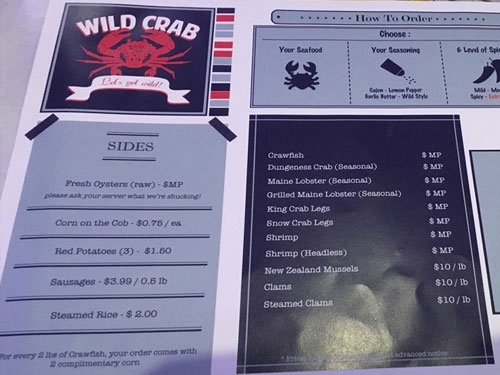 WILD CRAB
Let's get wild!
How To Order
Choose :
Your Seafood
Your Seasoning
& Level of
Cajun - Lemon Pepper
Garlic Butter - Wild Style
Mild -
Spicy -
SIDES
Fresh Oysters (raw) - $MP
please ask your server what we're shucking!
Corn on the Cob - $0.75 / ea
Red Potatoes (3) - $1.50
Sausages - $3.99 / 0.5 lb
Steamed Rice - $ 2.00
For every 2 lbs of Crawfish, your order comes with
2 complimentary corn
Crawfish $ MP
Dungeness Crab (Seasonal) $ MP
Maine Lobster (Seasonal) $ MP
Grilled Maine Lobster (Seasonal) $ MP
King Crab Legs $ MP
Snow Crab Legs $ MP
Shrimp $ MP
Shrimp (Headless) $ MP
New Zealand Mussels $10 / lb
Clams $10 / lb
Steamed Clams $10 / lb
advanced notice